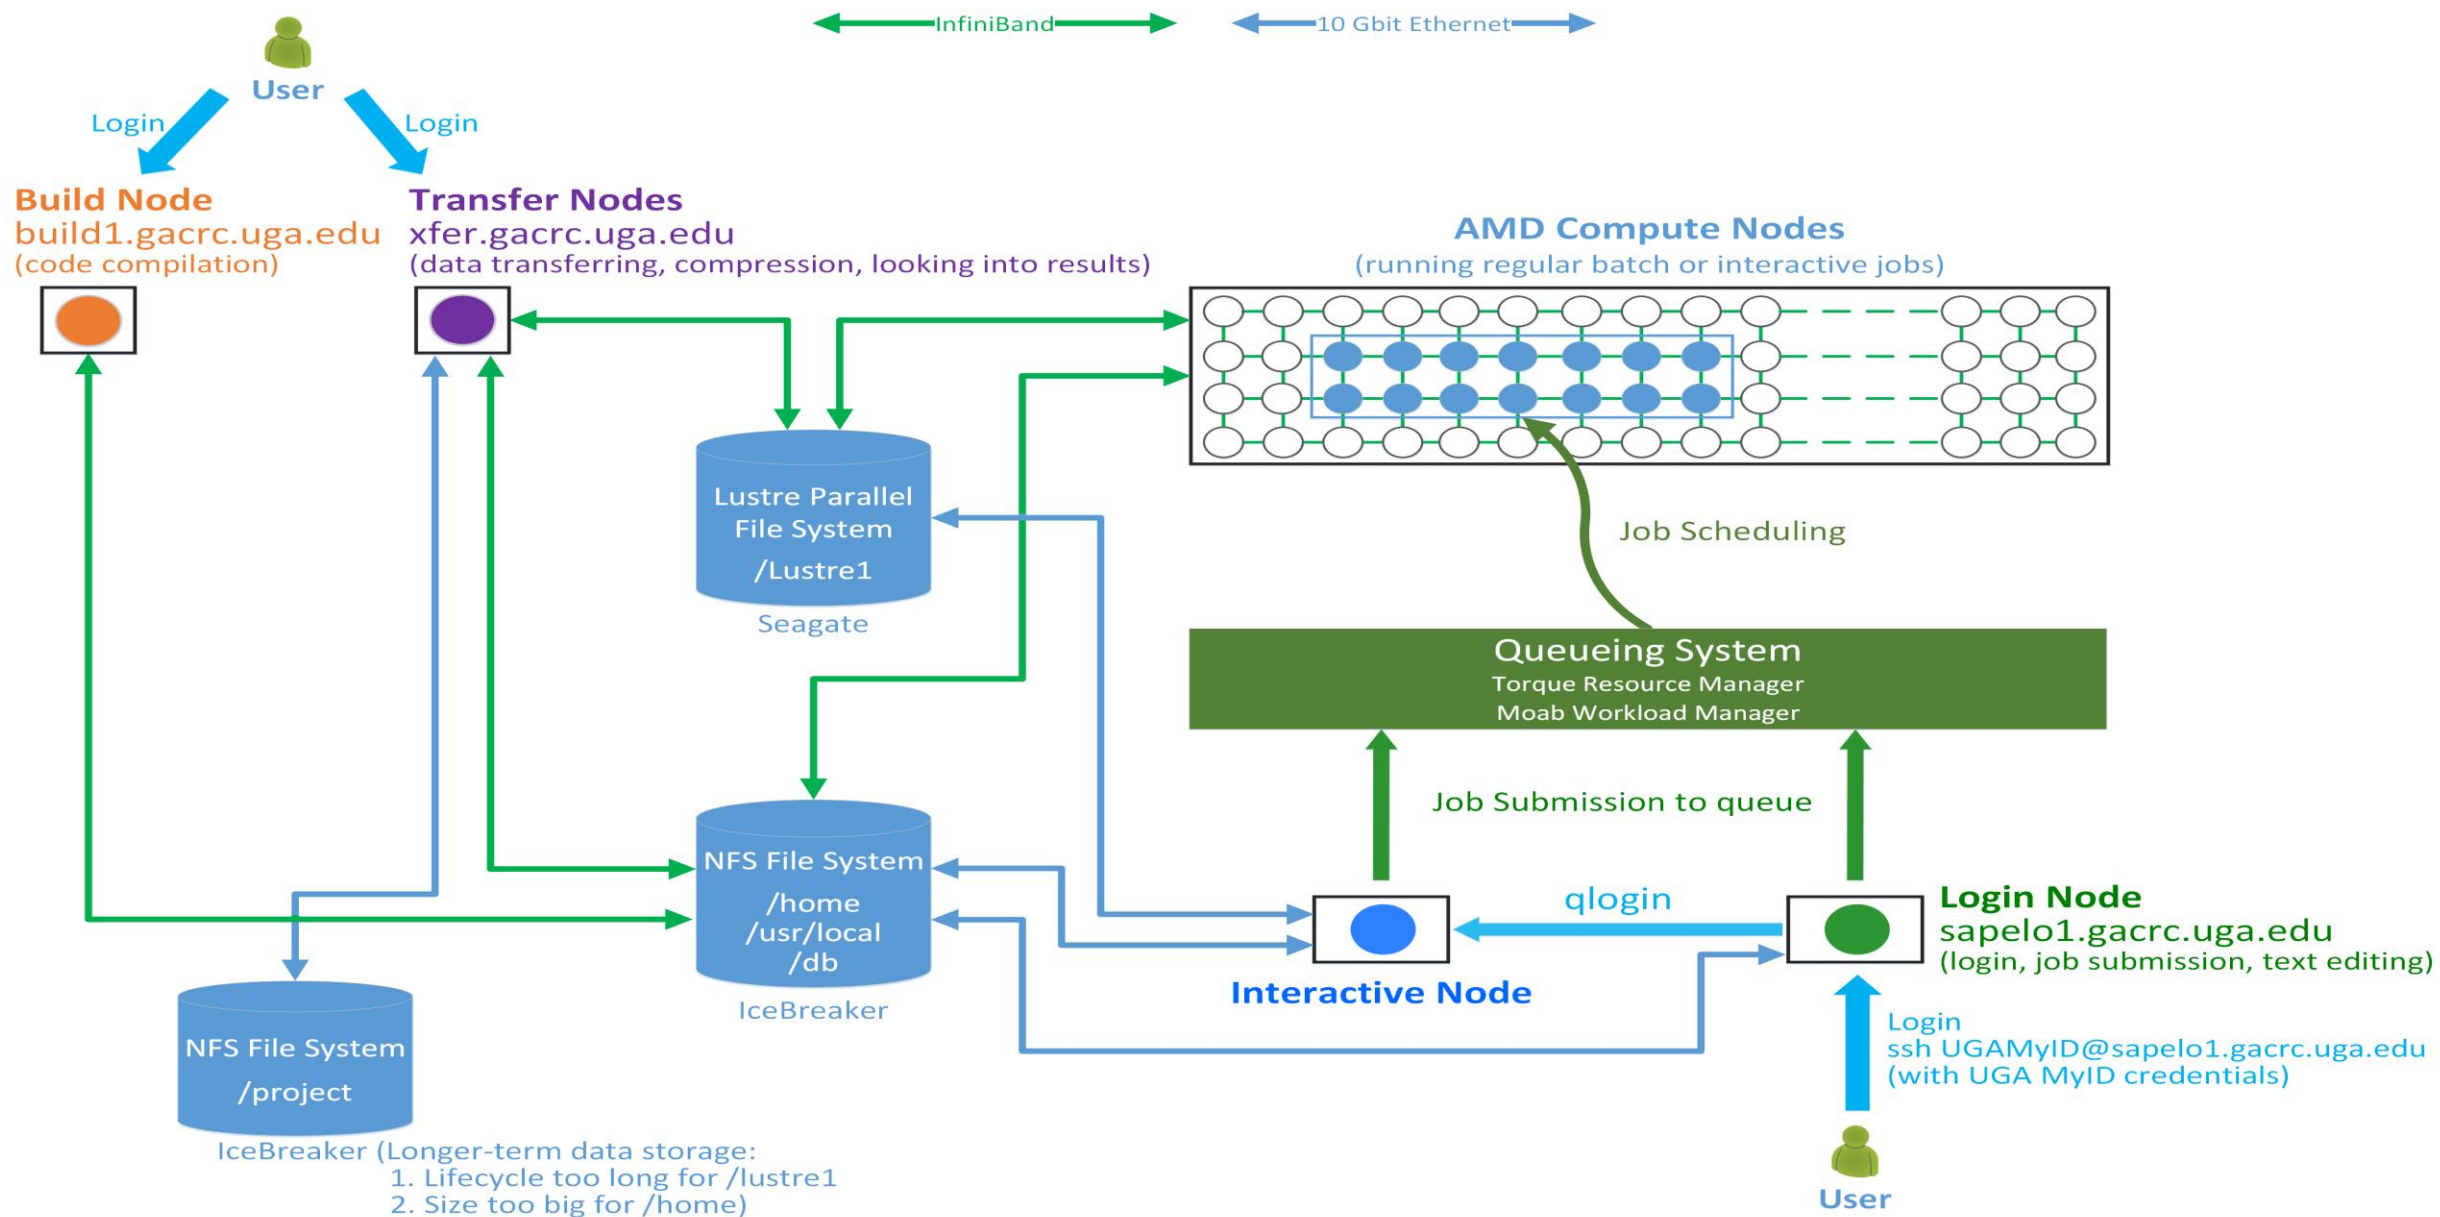 InfiniBand
10 Gbit Ethernet
User
Login
Login
Build Node
build1.gacrc.uga.edu
(code compilation)
Transfer Nodes
xfer.gacrc.uga.edu
(data transferring, compression, looking into results)
AMD Compute Nodes
(running regular batch or interactive jobs)
Lustre Parallel
File System
/Lustre1
Seagate
Job Scheduling
Queueing System
Torque Resource Manager
Moab Workload Manager
Job Submission to queue
NFS File System
/home
/usr/local
/db
IceBreaker
qlogin
Interactive Node
Login Node
sapelo1.gacrc.uga.edu
(login, job submission, text editing)
Login
ssh UGAMyID@sapelo1.gacrc.uga.edu
(with UGA MyID credentials)
User
NFS File System
/project
IceBreaker (Longer-term data storage:
1. Lifecycle too long for /lustre1
2. Size too big for /home)